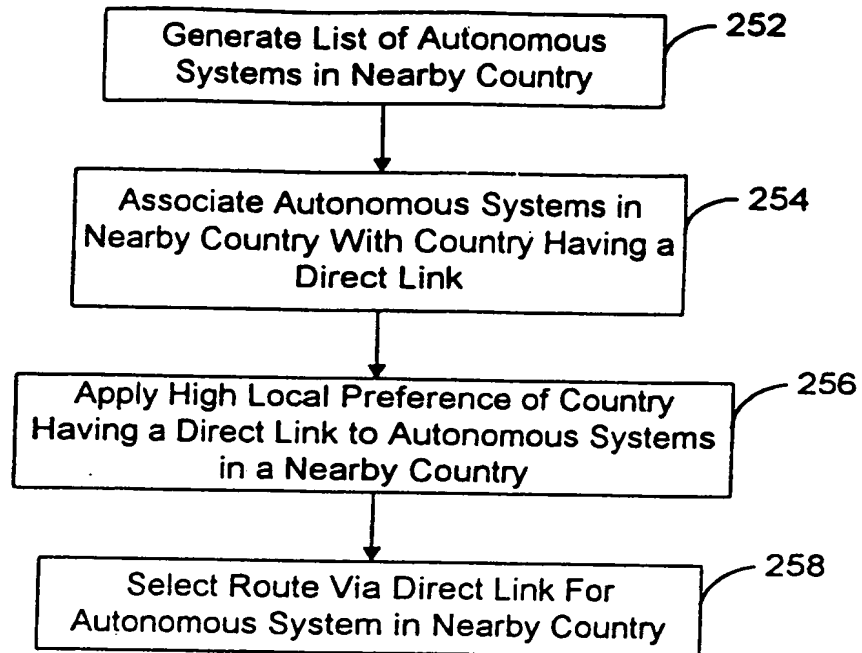 Generate List of Autonomous
Systems in Nearby Country
252
Associate Autonomous Systems in
Nearby Country With Country Having a
Direct Link
254
Apply High Local Preference of Country
Having a Direct Link to Autonomous Systems
in a Nearby Country
256
Select Route Via Direct Link For
Autonomous System in Nearby Country
258